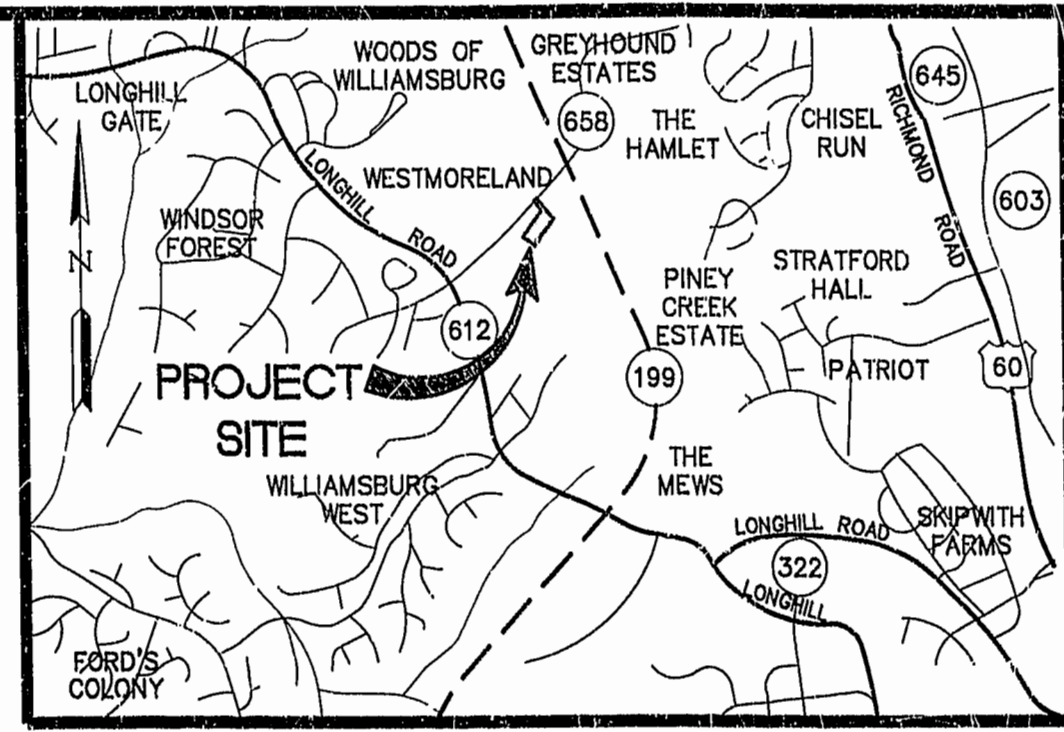 WOODS OF
WILLIAMSBURG
GREYHOUND
ESTATES
645
LONGHILL
GATE
658
THE
HAMLET
CHISEL
RUN
RICHMOND
ROAD
603
LONGHILL
ROAD
WESTMORELAND
WINDSOR
FOREST
N
PINEY
CREEK
ESTATE
STRATFORD
HALL
612
199
PATRIOT
60
PROJECT
SITE
WILLIAMSBURG
WEST
THE
MEWS
LONGHILL ROAD
SKIPWITH
FARMS
322
LONGHILL
FORD'S
COLONY